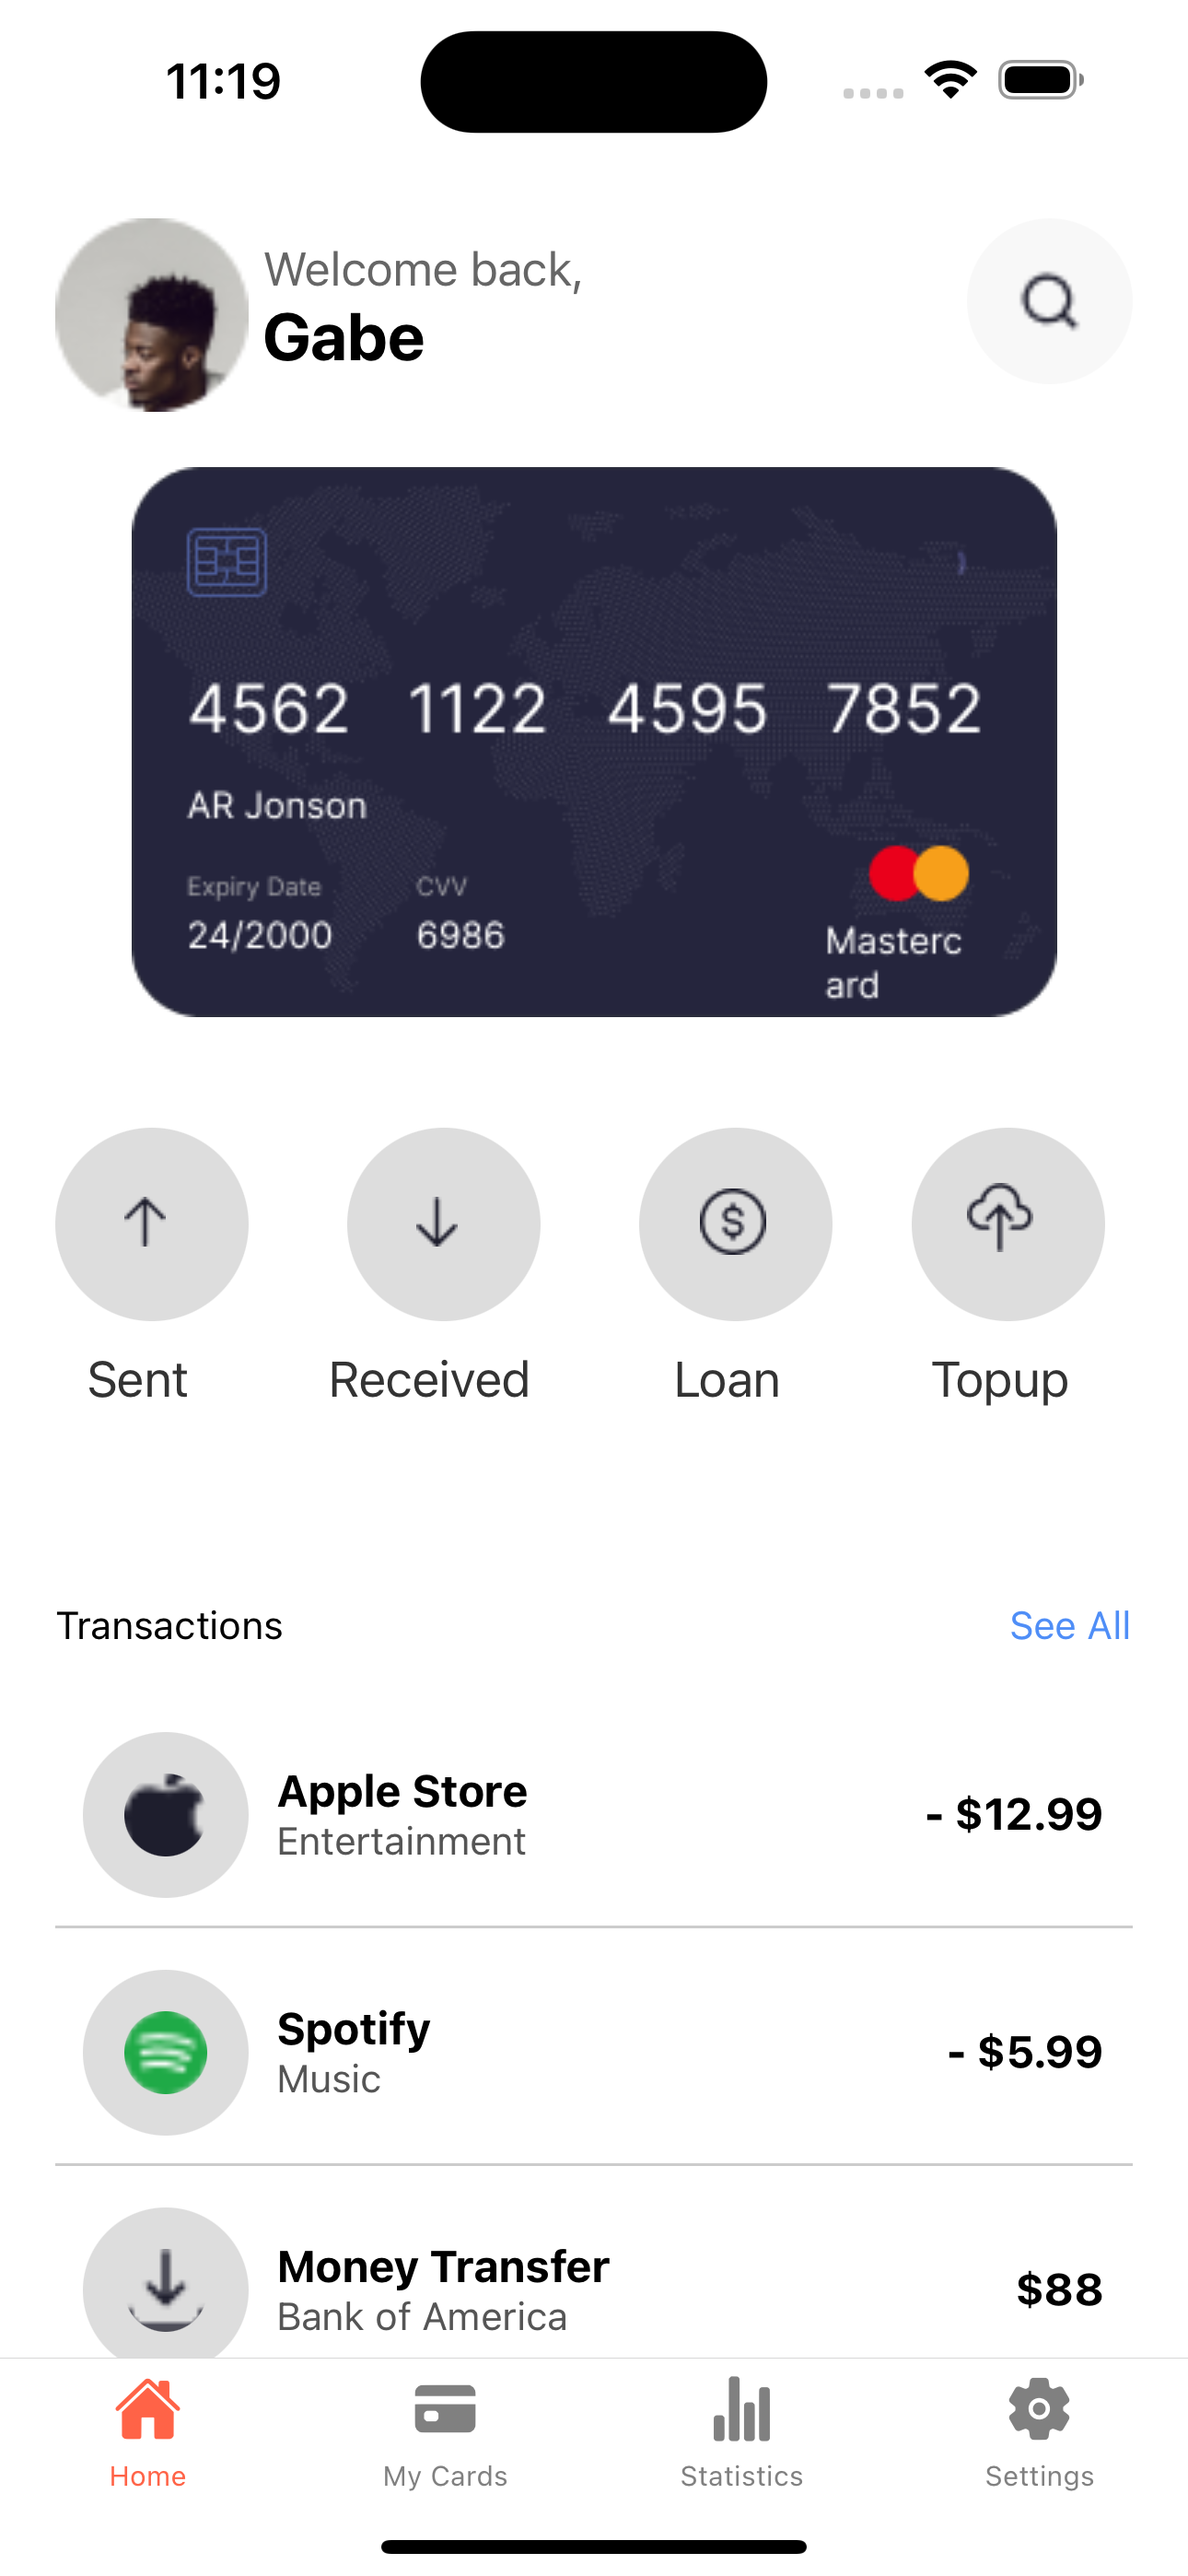 11:19
Welcome back,
Gabe
4562 1122 4595 7852
AR Jonson
Expiry Date CVV
24/2000 6986
Masterc
ard
Sent Received Loan Topup
Transactions See All
Apple Store
Entertainment
- $12.99
Spotify
Music
- $5.99
Money Transfer
Bank of America
$88
Home My Cards Statistics Settings